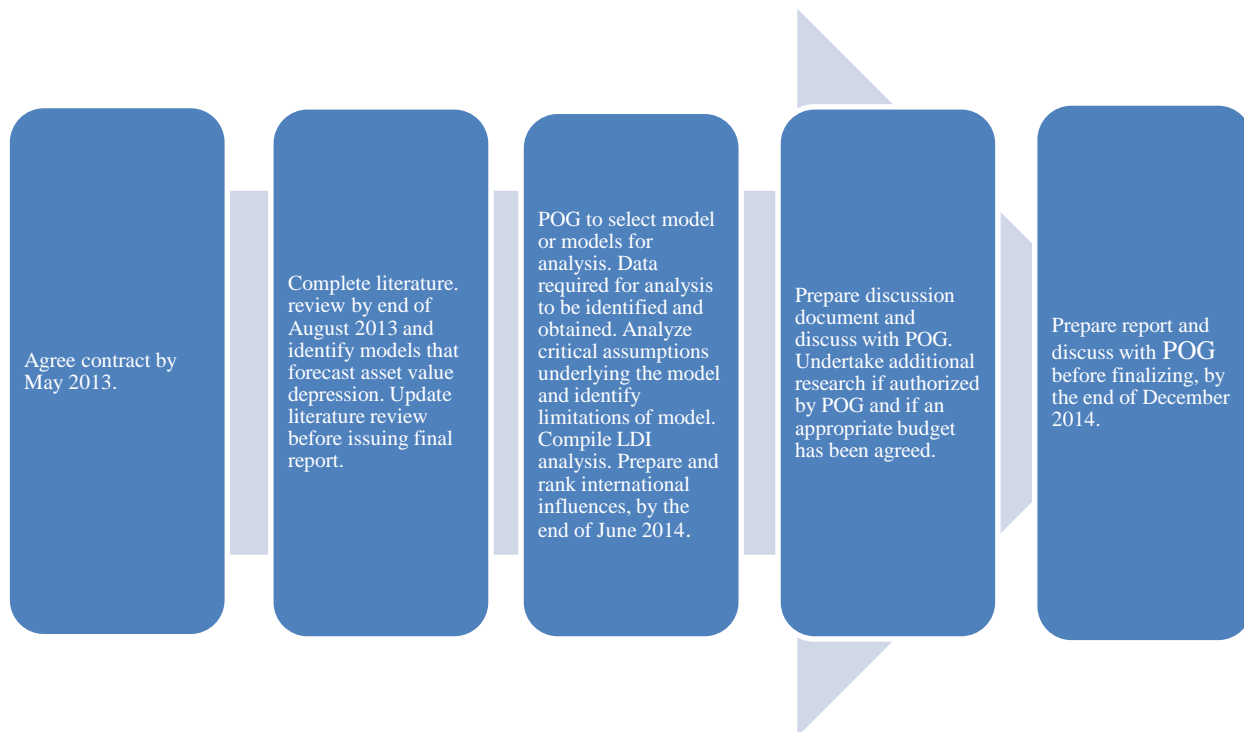 Agree contract by
May 2013.
Complete literature.
review by end of
August 2013 and
identify models that
forecast asset value
depression. Update
literature review
before issuing final
report.
POG to select model
or models for
analysis. Data
required for analysis
to be identified and
obtained. Analyze
critical assumptions
underlying the model
and identify
limitations of model.
Compile LDI
analysis. Prepare and
rank international
influences, by the
end of June 2014.
Prepare discussion
document and
discuss with POG.
Undertake additional
research if authorized
by POG and if an
appropriate budget
has been agreed.
Prepare report and
discuss with POG
before finalizing, by
the end of December
2014.